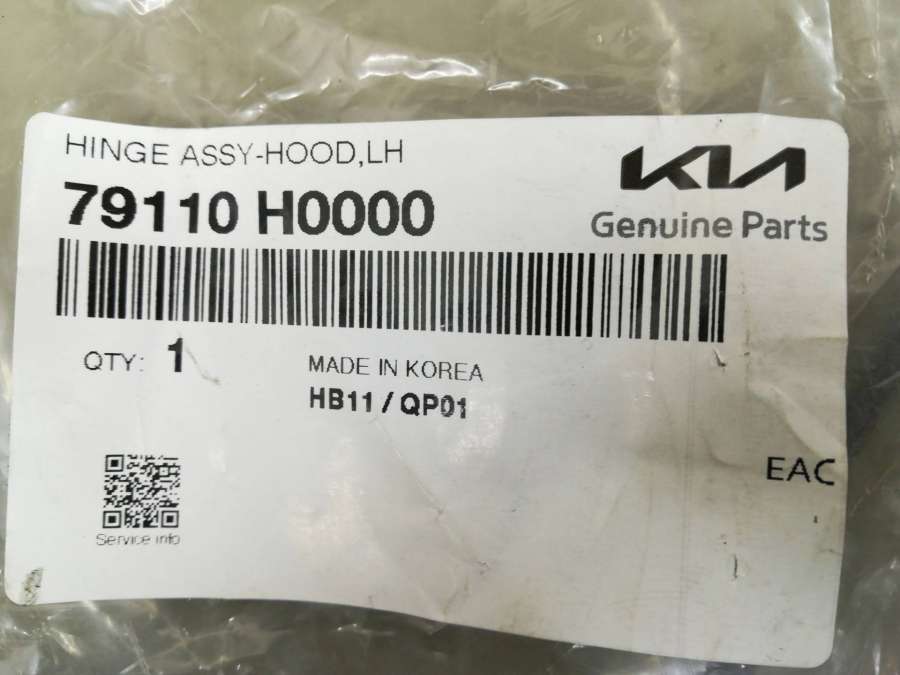 HINGE ASSY-HOOD,LH
79110 H0000
KIA
Genuine Parts
QTY: 1
MADE IN KOREA
HB11 / QP01
EAC
Service info